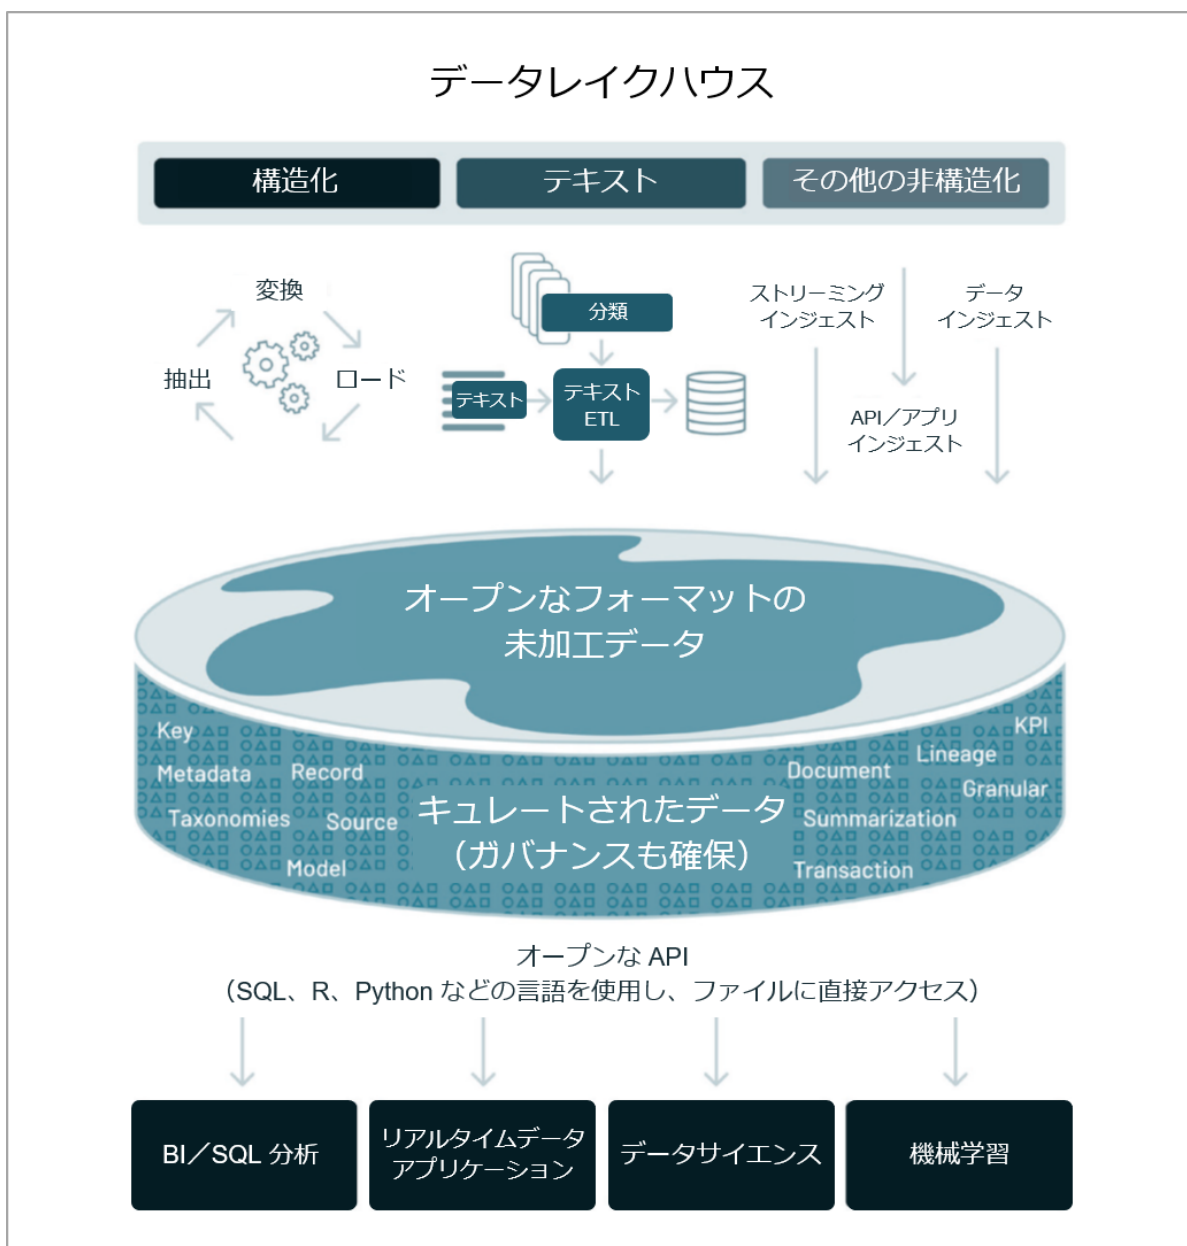 データレイクハウス
構造化
テキスト
その他の非構造化
変換
抽出
ロード
分類
テキスト
テキスト
ETL
ストリーミング
インジェスト
API／アプリ
インジェスト
データ
インジェスト
オープンなフォーマットの
未加工データ
Key
Metadata
Record
Taxonomies
Source
Model
キュレートされたデータ
（ガバナンスも確保）
KPI
Lineage
Document
Granular
Summarization
Transaction
オープンな API
（SQL、R、Python などの言語を使用し、ファイルに直接アクセス）
BI／SQL 分析
リアルタイムデータ
アプリケーション
データサイエンス
機械学習